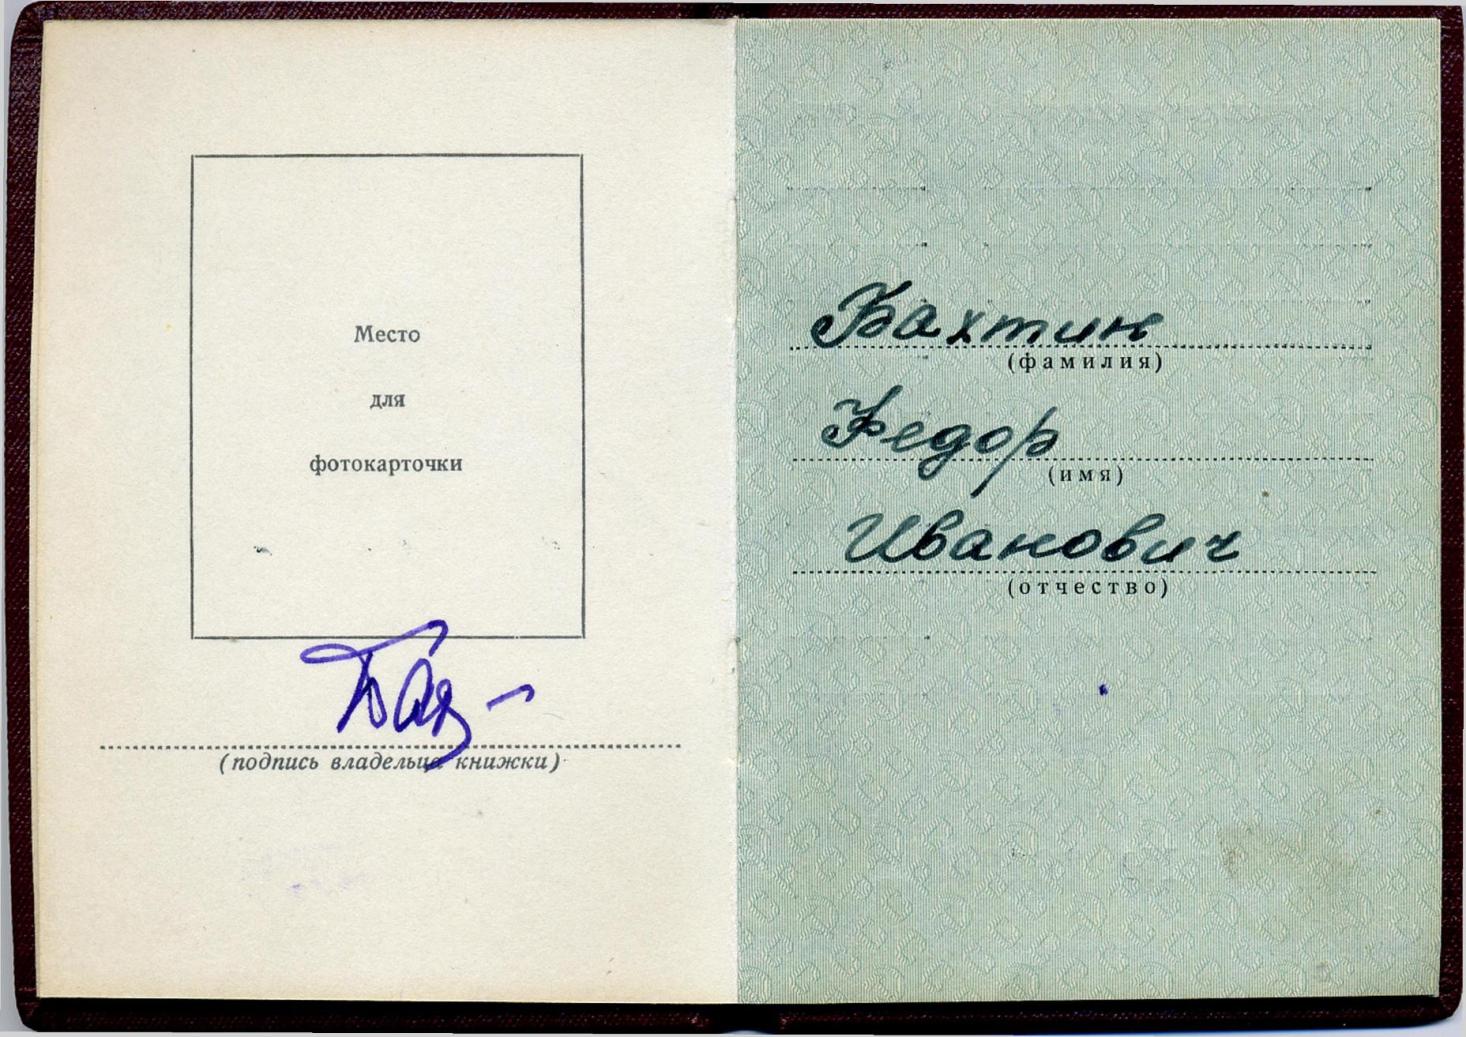 Место
для
фотокарточки
(подпись владельца книжки)
Бахтин
(фамилия)
Федор
(имя)
Иванович
(отчество)